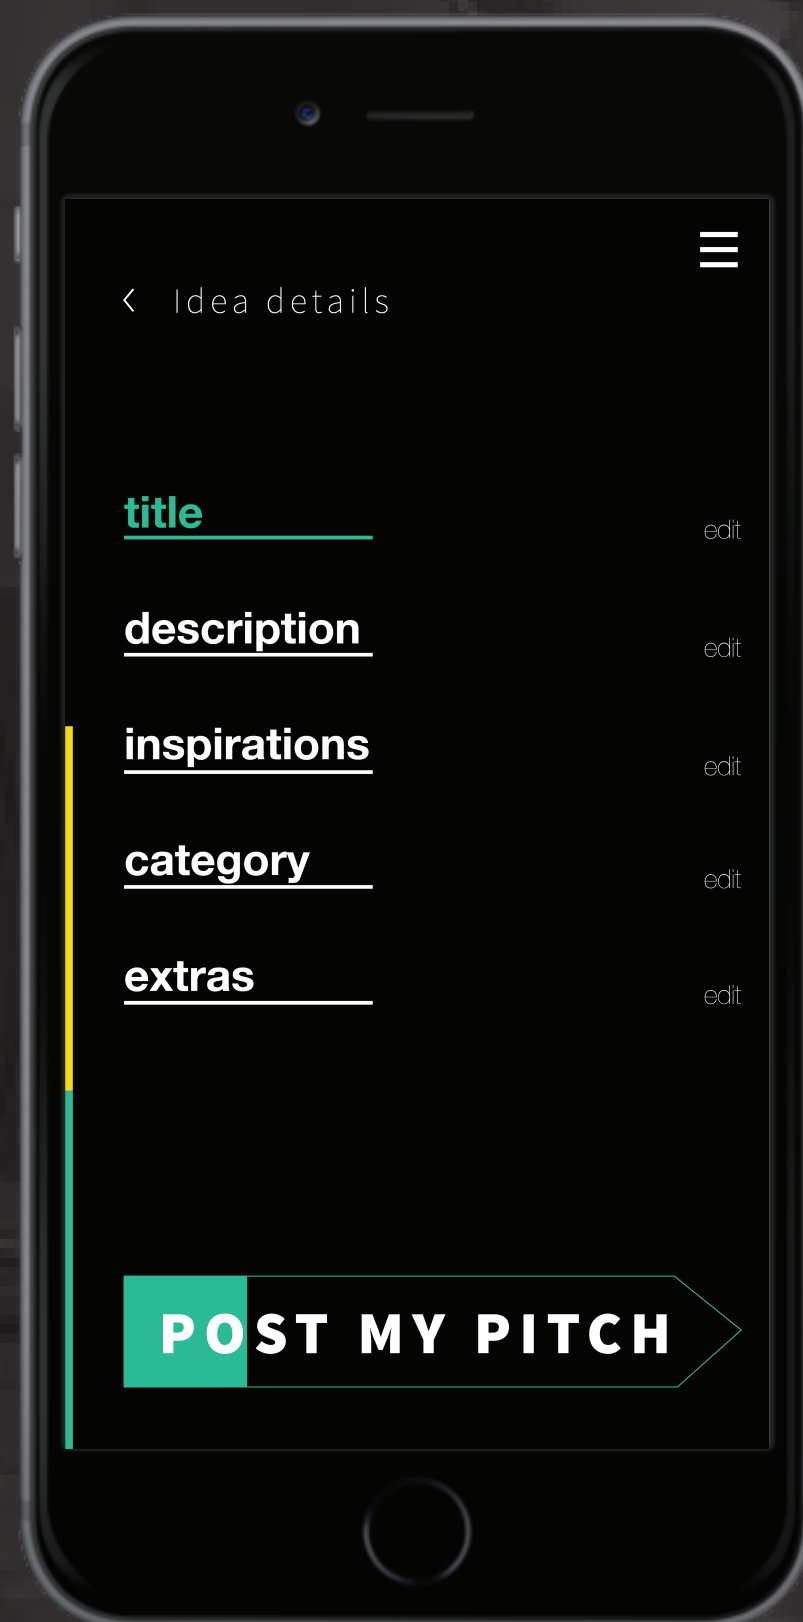 Idea details
title
edit
description
edit
inspirations
edit
category
edit
extras
edit
POST MY PITCH